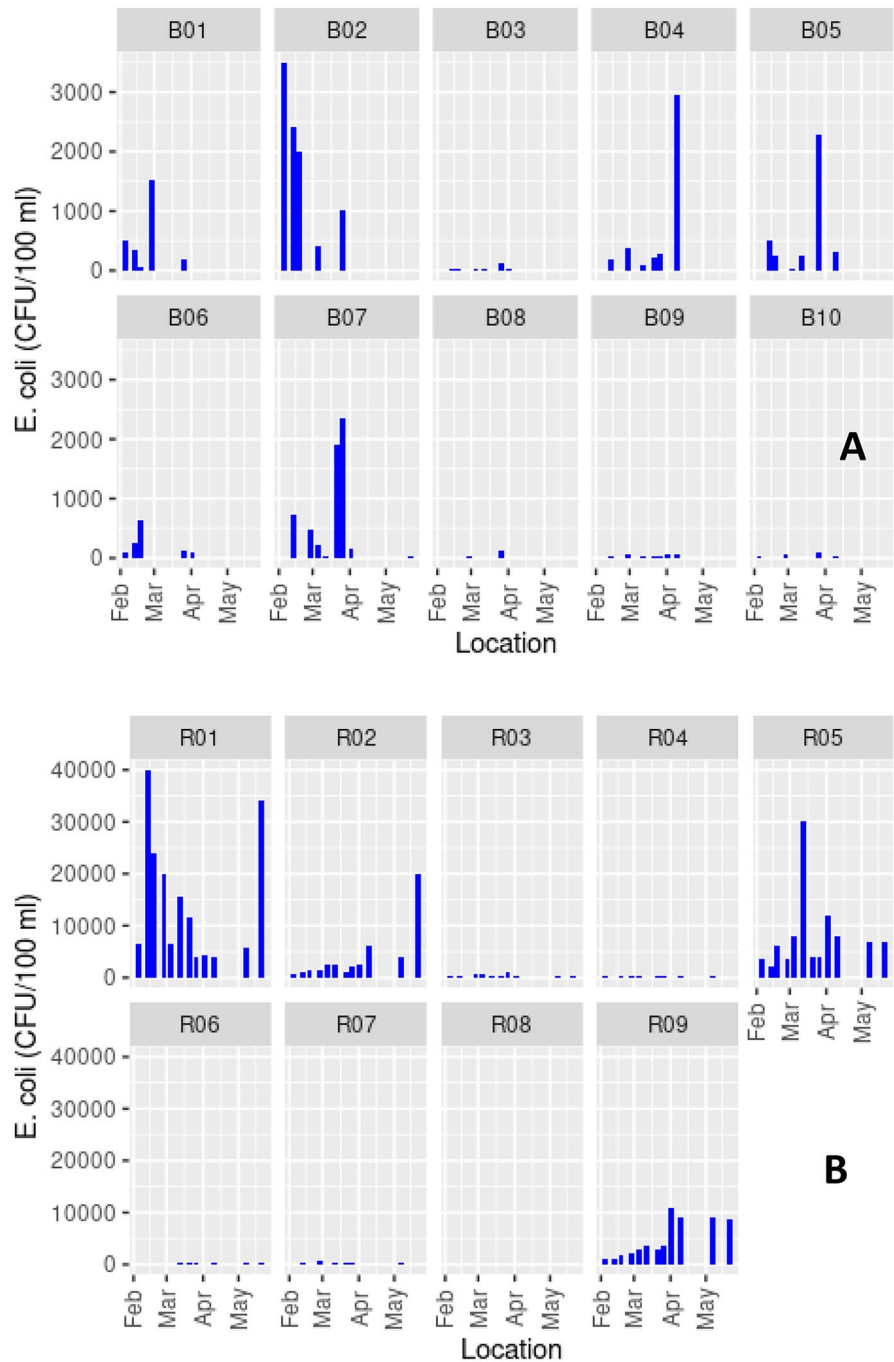 B01 B02 B03 B04 B05
3000
2000
1000
0
B06 B07 B08 B09 B10
3000
2000
1000
0
E. coli (CFU/100 ml)
A
Feb Mar Apr May Feb Mar Apr May Feb Mar Apr May Feb Mar Apr May Feb Mar Apr May
Location
R01 R02 R03 R04 R05
40000
30000
20000
10000
0
Feb Mar Apr May
R06 R07 R08 R09
40000
30000
20000
10000
0
E. coli (CFU/100 ml)
B
Feb Mar Apr May Feb Mar Apr May Feb Mar Apr May Feb Mar Apr May
Location